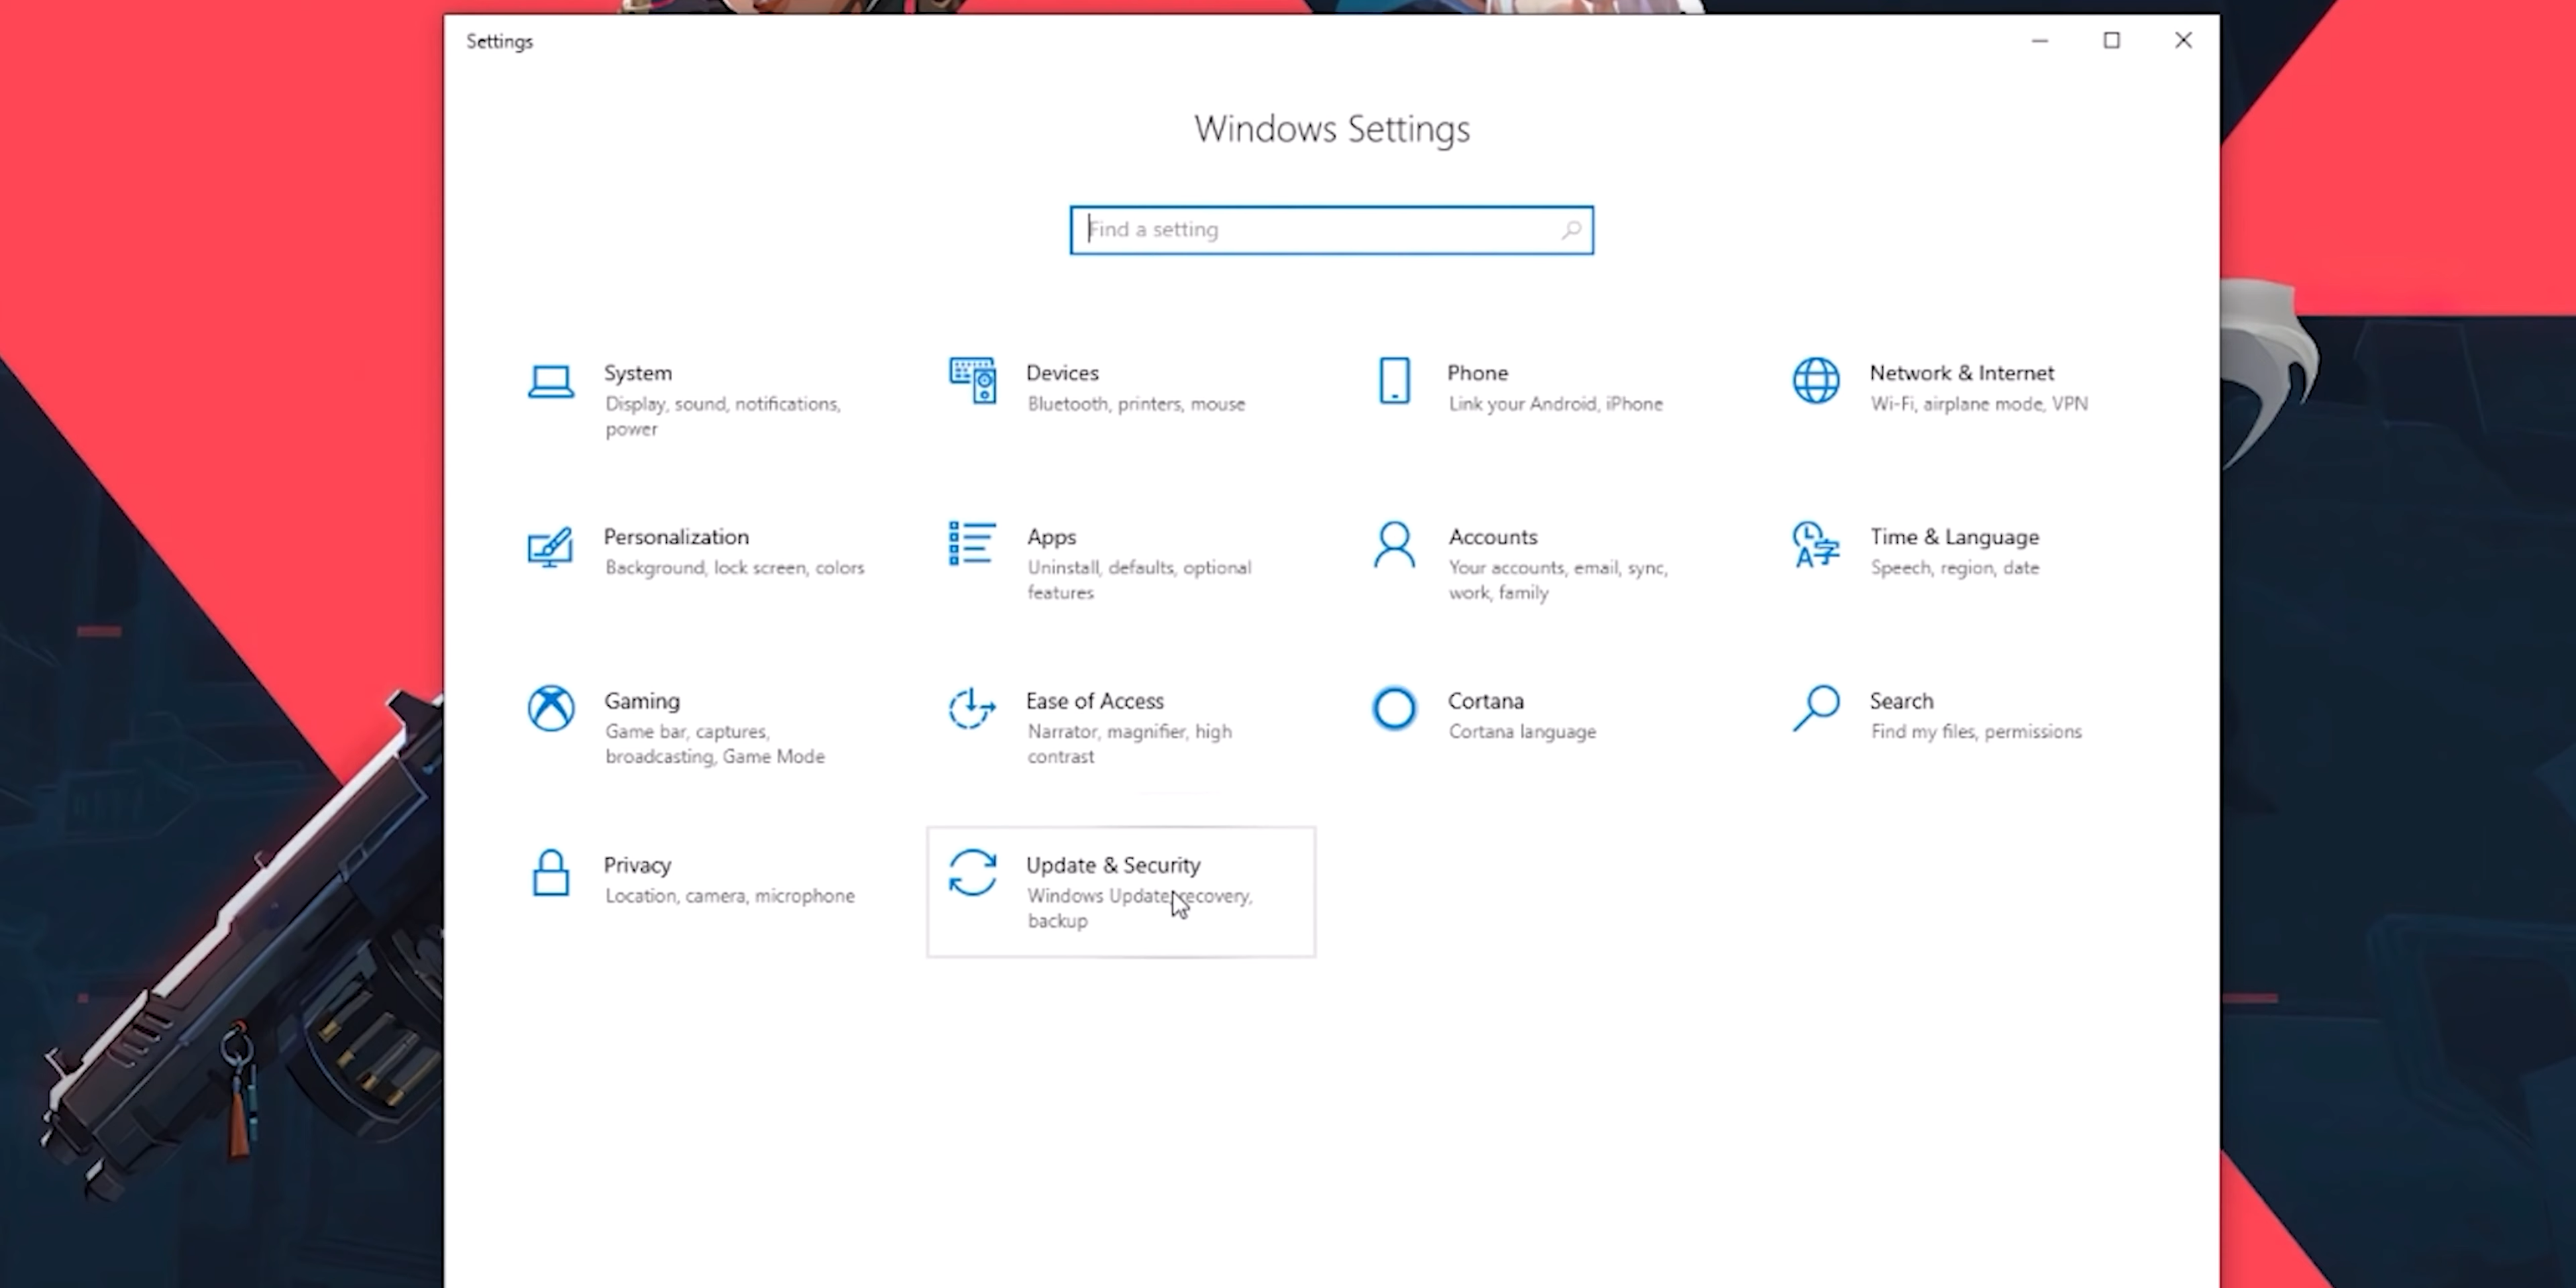 Settings
Windows Settings
Find a setting
System
Display, sound, notifications,
power
Devices
Bluetooth, printers, mouse
Phone
Link your Android, iPhone
Network & Internet
Wi-Fi, airplane mode, VPN
Personalization
Background, lock screen, colors
Apps
Uninstall, defaults, optional
features
Accounts
Your accounts, email, sync,
work, family
Time & Language
Speech, region, date
Gaming
Game bar, captures,
broadcasting, Game Mode
Ease of Access
Narrator, magnifier, high
contrast
Cortana
Cortana language
Search
Find my files, permissions
Privacy
Location, camera, microphone
Update & Security
Windows Update, recovery,
backup